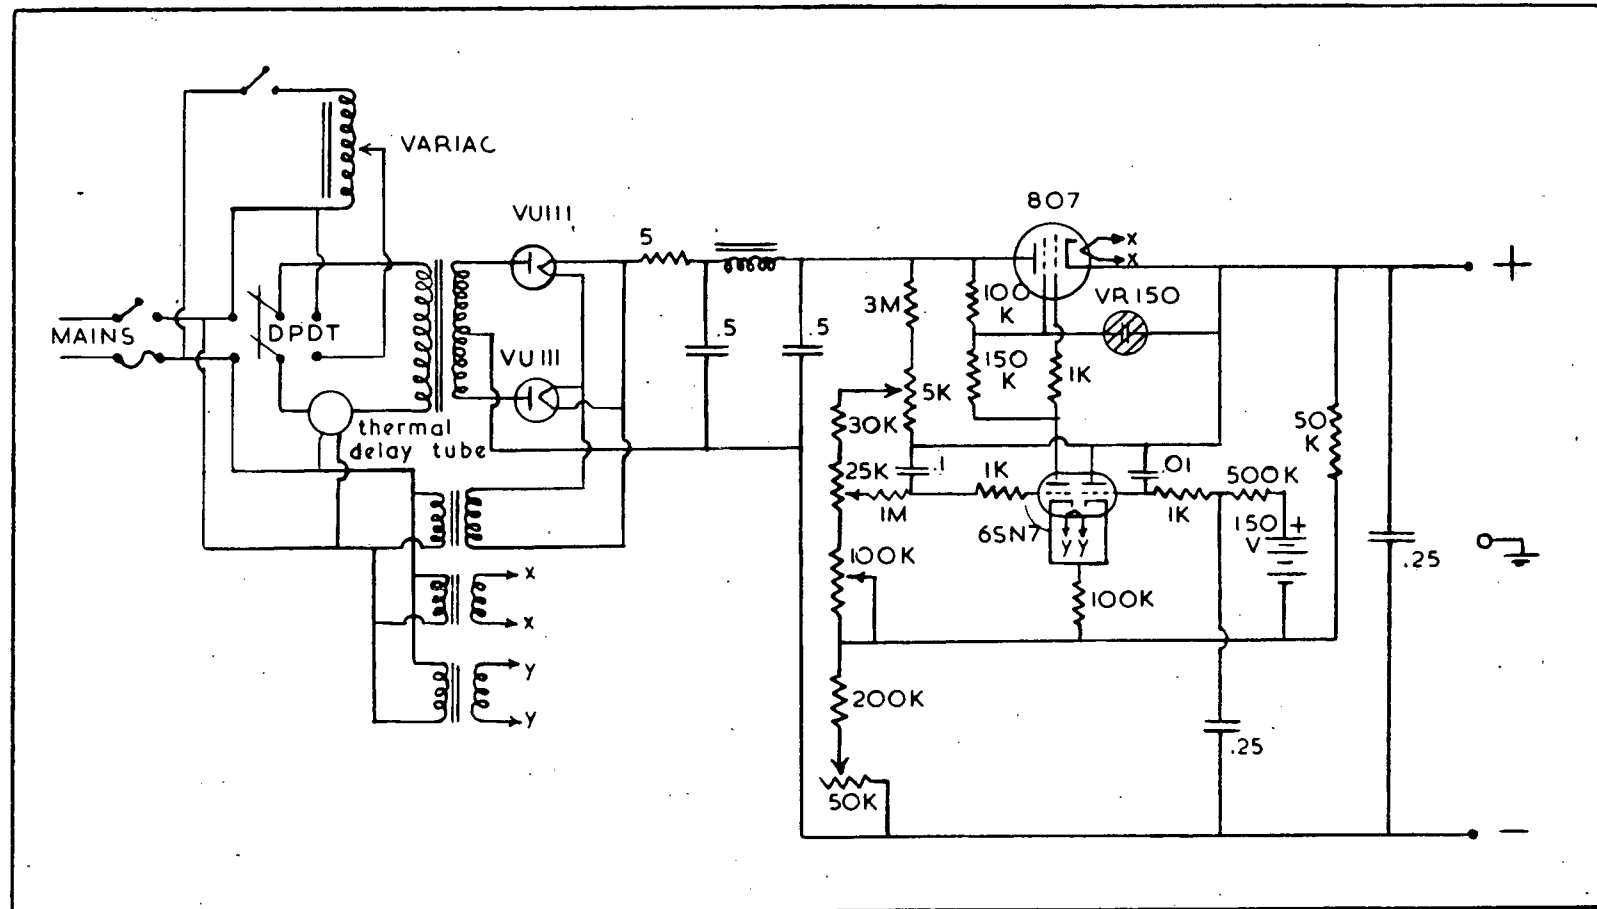 VARIAC
MAINS
DPDT
thermal
delay tube
VU111
VU111
5
.5
.5
807
x
x
VR150
3M
100
K
150
K
1K
5K
30K
25K
.1
1M
1K
6SN7
y y
.01
1K
500K
150
V
+
50
K
100K
100K
200K
50K
.25
.25
+
−
x
x
y
y